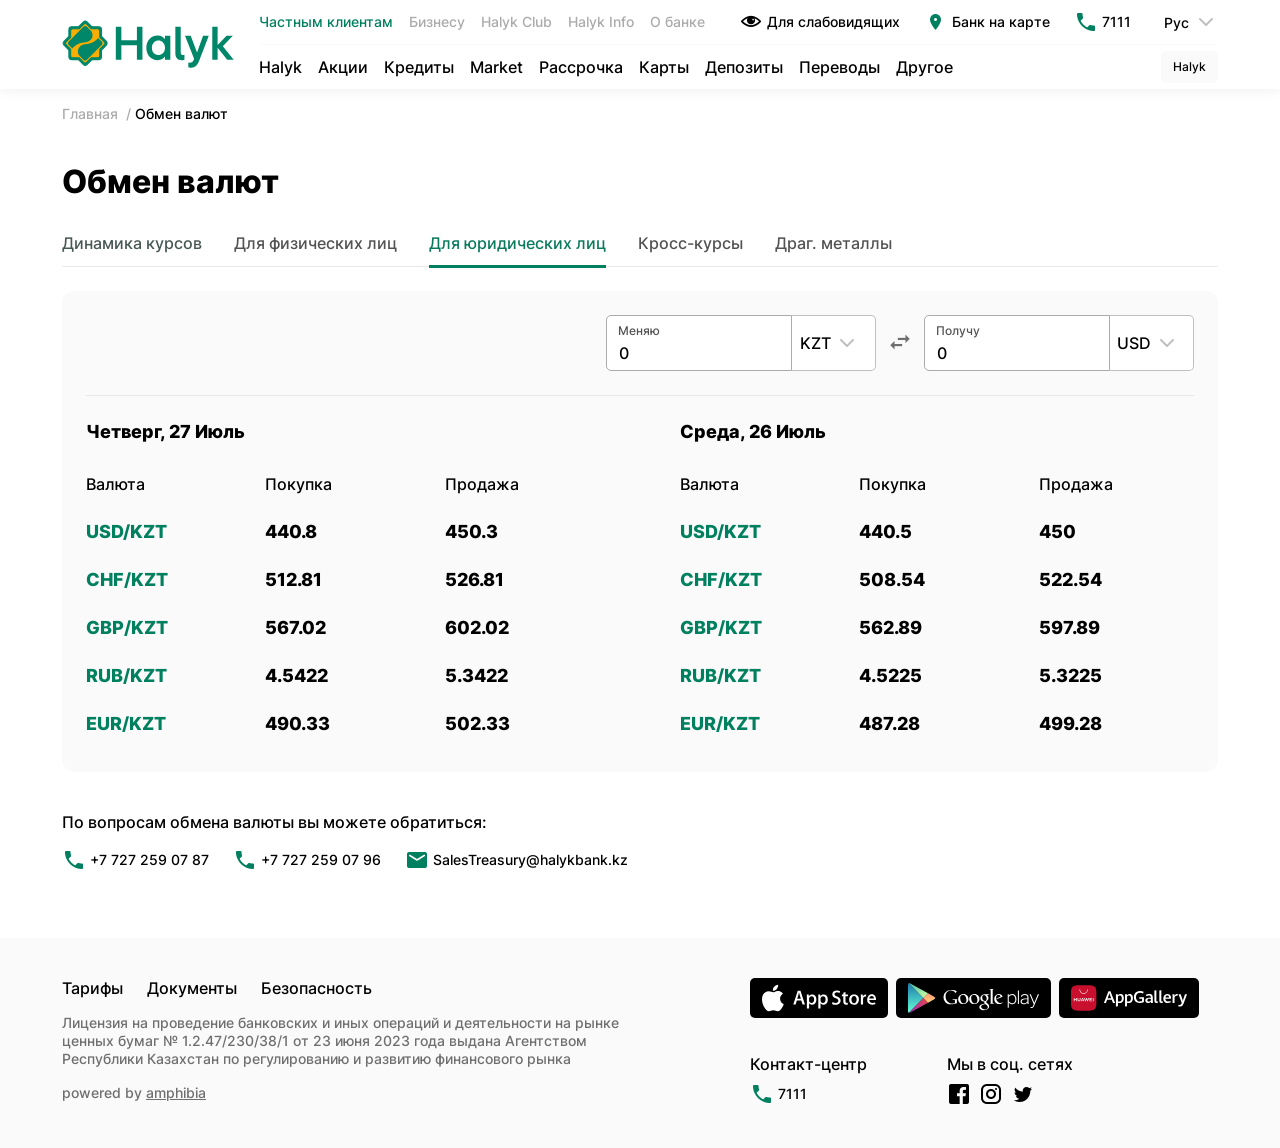 Halyk
Частным клиентам Бизнесу Halyk Club Halyk Info О банке Для слабовидящих Банк на карте 7111 Рус
Halyk Акции Кредиты Market Рассрочка Карты Депозиты Переводы Другое Halyk
Главная / Обмен валют
Обмен валют
Динамика курсов Для физических лиц Для юридических лиц Кросс-курсы Драг. металлы
Меняю Получу
0 KZT 0 USD
Четверг, 27 Июль Среда, 26 Июль
Валюта Покупка Продажа Валюта Покупка Продажа
USD/KZT 440.8 450.3 USD/KZT 440.5 450
CHF/KZT 512.81 526.81 CHF/KZT 508.54 522.54
GBP/KZT 567.02 602.02 GBP/KZT 562.89 597.89
RUB/KZT 4.5422 5.3422 RUB/KZT 4.5225 5.3225
EUR/KZT 490.33 502.33 EUR/KZT 487.28 499.28
По вопросам обмена валюты вы можете обратиться:
+7 727 259 07 87 +7 727 259 07 96 SalesTreasury@halykbank.kz
Тарифы Документы Безопасность
App Store Google play HUAWEI AppGallery
Лицензия на проведение банковских и иных операций и деятельности на рынке
ценных бумаг № 1.2.47/230/38/1 от 23 июня 2023 года выдана Агентством
Республики Казахстан по регулированию и развитию финансового рынка
powered by amphibia
Контакт-центр Мы в соц. сетях
7111